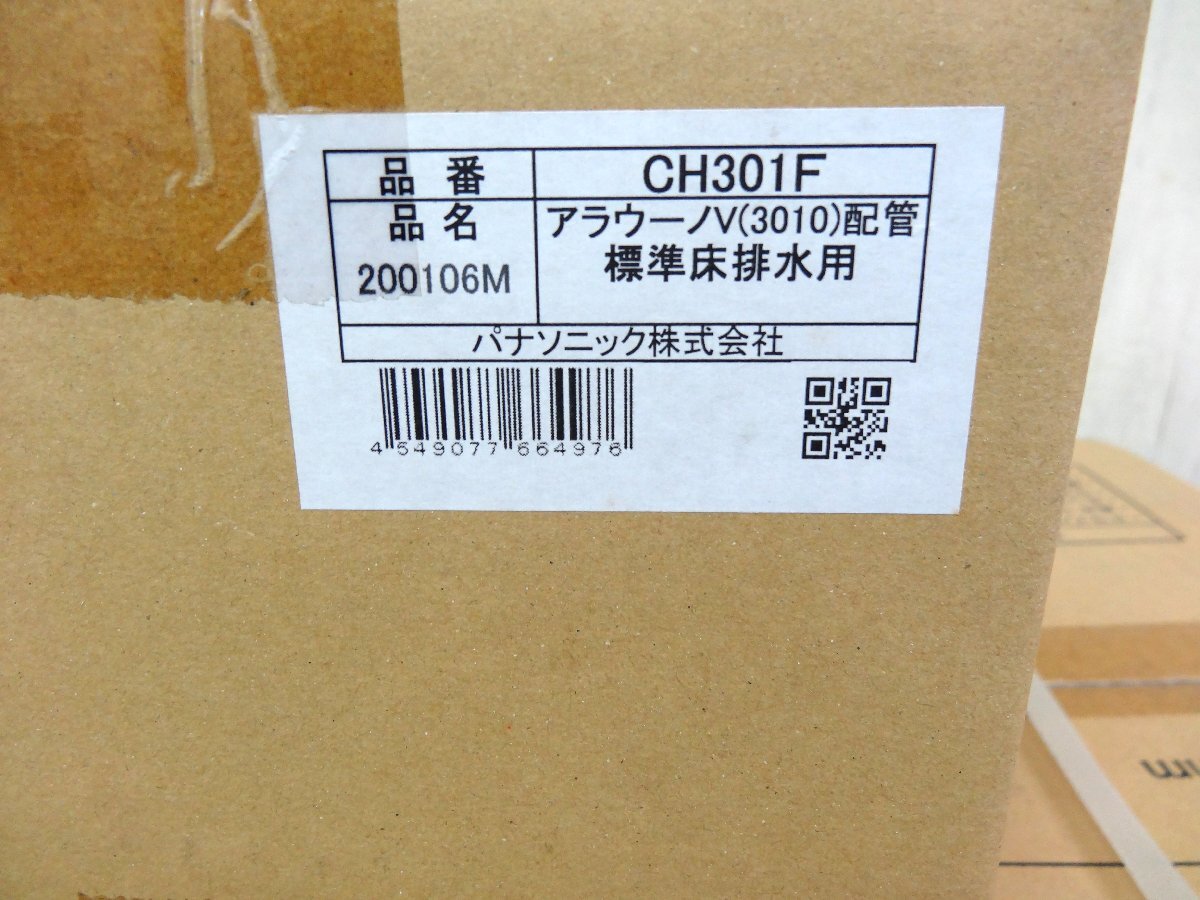 品番 CH301F
品名 アラウーノV(3010)配管
標準床排水用
200106M
パナソニック株式会社
4 549077 664976